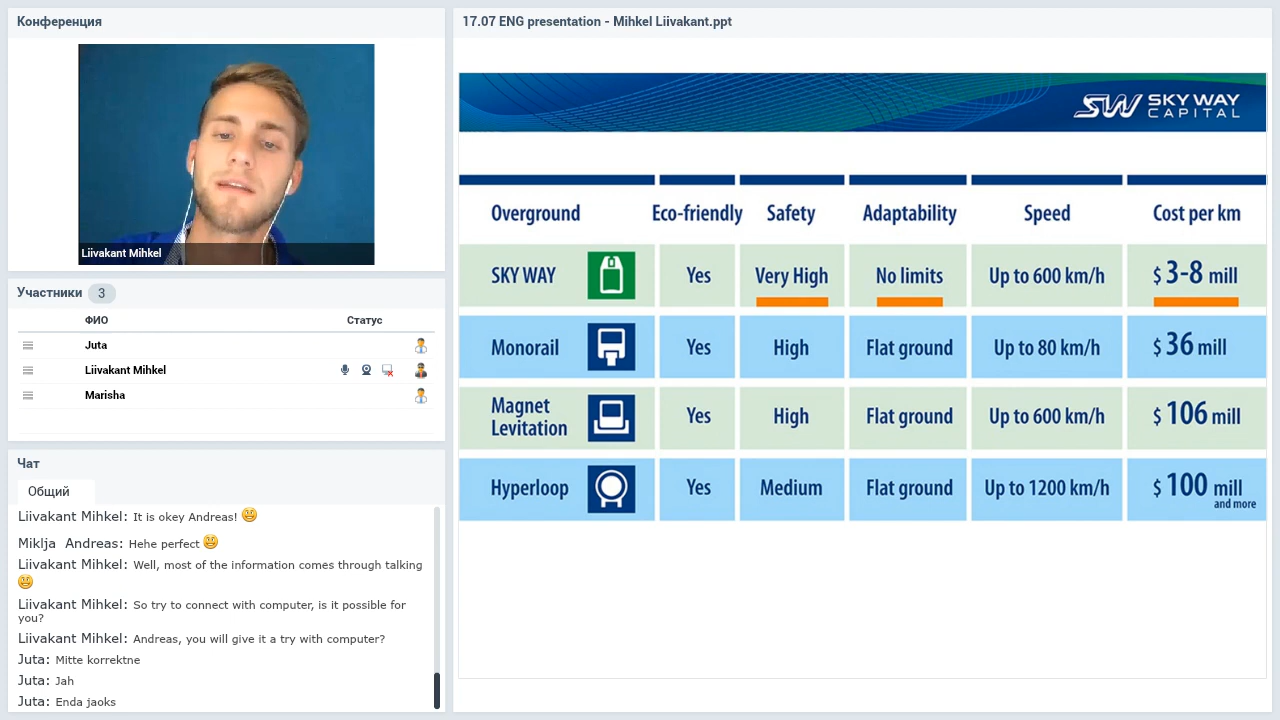 Конференция
Liivakant Mihkel
Участники 3
ФИО Статус
Juta
Liivakant Mihkel
Marisha
Чат
Общий
Liivakant Mihkel: It is okey Andreas!
Miklja Andreas: Hehe perfect
Liivakant Mihkel: Well, most of the information comes through talking
Liivakant Mihkel: So try to connect with computer, is it possible for
you?
Liivakant Mihkel: Andreas, you will give it a try with computer?
Juta: Mitte korrektne
Juta: Jah
Juta: Enda jaoks
17.07 ENG presentation - Mihkel Liivakant.ppt
SW SKY WAY
CAPITAL
Overground Eco-friendly Safety Adaptability Speed Cost per km
SKY WAY Yes Very High No limits Up to 600 km/h $ 3-8 mill
Monorail Yes High Flat ground Up to 80 km/h $ 36 mill
Magnet
Levitation Yes High Flat ground Up to 600 km/h $ 106 mill
Hyperloop Yes Medium Flat ground Up to 1200 km/h $ 100 mill
and more